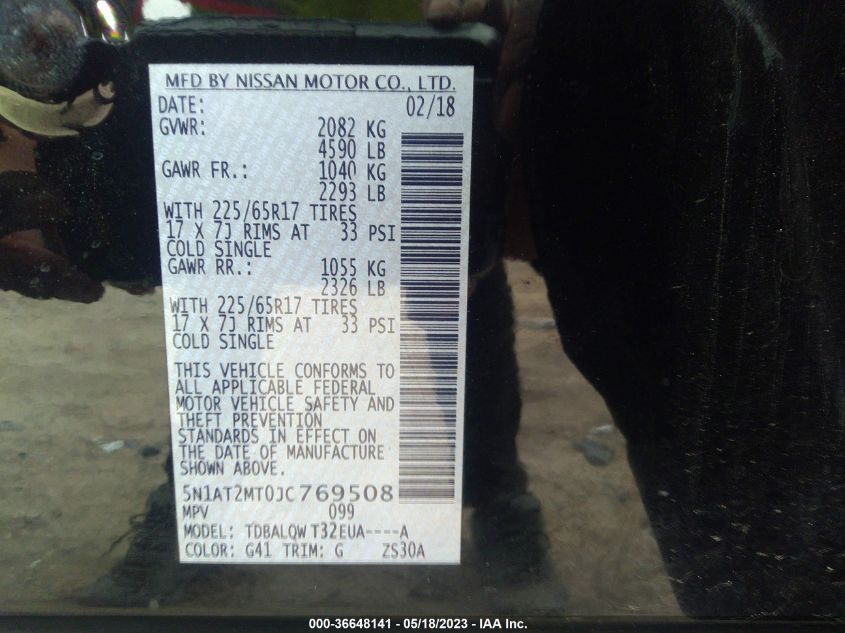 MFD BY NISSAN MOTOR CO., LTD.
DATE: 02/18
GVWR: 2082 KG
4590 LB
GAWR FR.: 1040 KG
2293 LB
WITH 225/65R17 TIRES
17 X 7J RIMS AT 33 PSI
COLD SINGLE
GAWR RR.: 1055 KG
2326 LB
WITH 225/65R17 TIRES
17 X 7J RIMS AT 33 PSI
COLD SINGLE
THIS VEHICLE CONFORMS TO
ALL APPLICABLE FEDERAL
MOTOR VEHICLE SAFETY AND
THEFT PREVENTION
STANDARDS IN EFFECT ON
THE DATE OF MANUFACTURE
SHOWN ABOVE.
5N1AT2MT0JC769508
MPV 099
MODEL: TDBALQW T32EUA----A
COLOR: G41 TRIM: G ZS30A
000-36648141 - 05/18/2023 - IAA Inc.